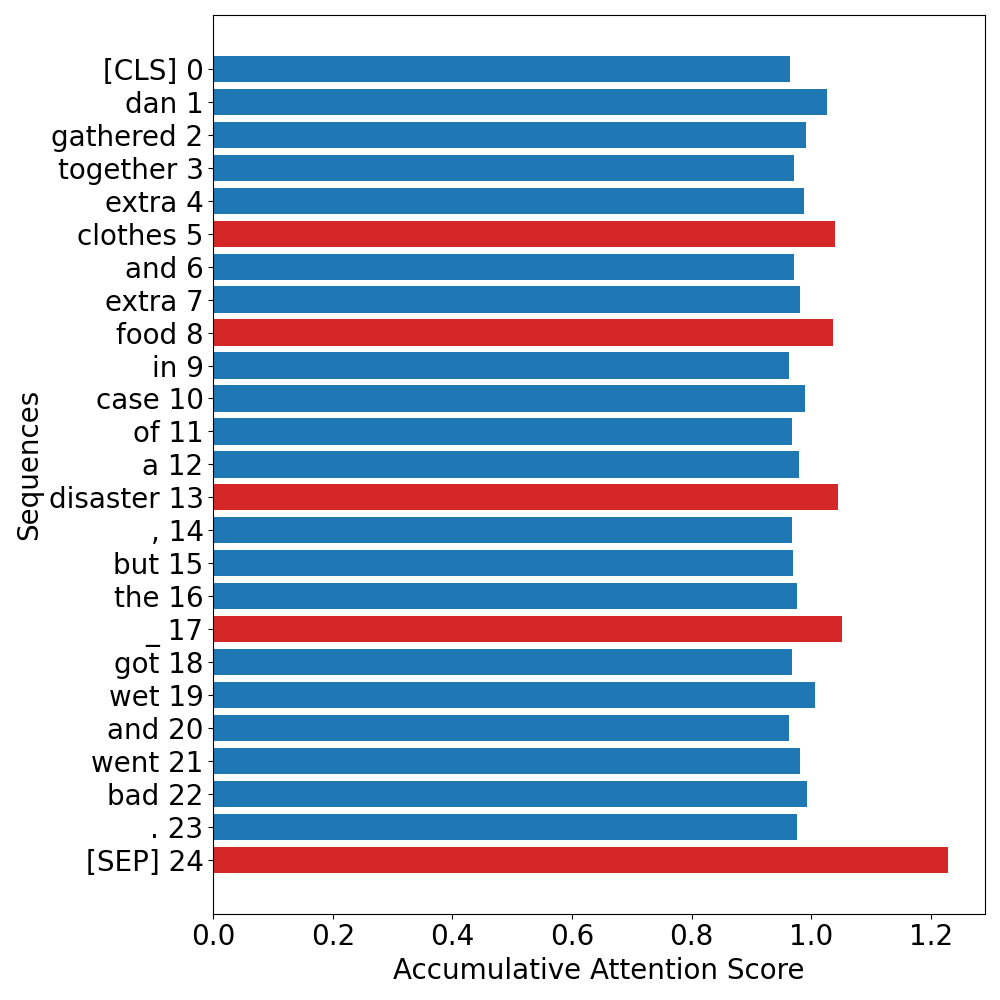 [CLS] 0
dan 1
gathered 2
together 3
extra 4
clothes 5
and 6
extra 7
food 8
in 9
case 10
of 11
a 12
disaster 13
, 14
but 15
the 16
_ 17
got 18
wet 19
and 20
went 21
bad 22
. 23
[SEP] 24
Sequences
0.0 0.2 0.4 0.6 0.8 1.0 1.2
Accumulative Attention Score